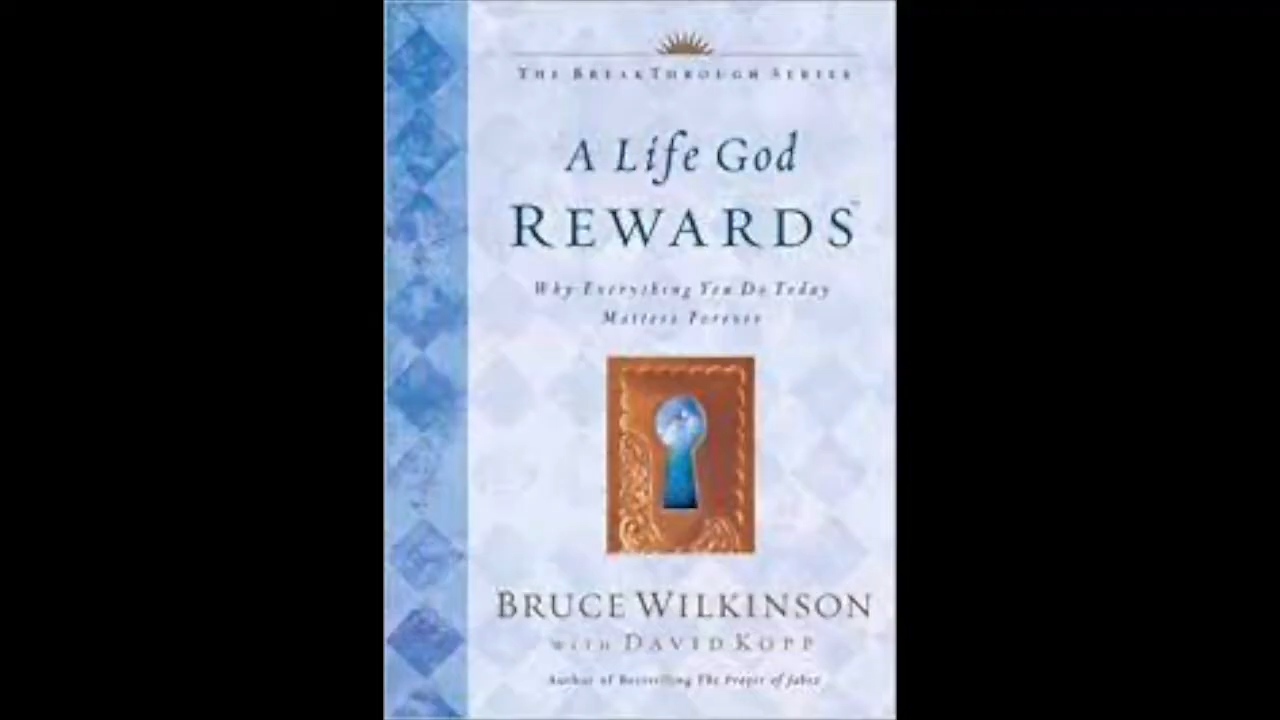 THE BREAKTHROUGH SERIES
A Life God
REWARDS™
Why Everything You Do Today
Matters Forever
BRUCE WILKINSON
WITH DAVID KOPP
Author of Bestselling The Prayer of Jabez